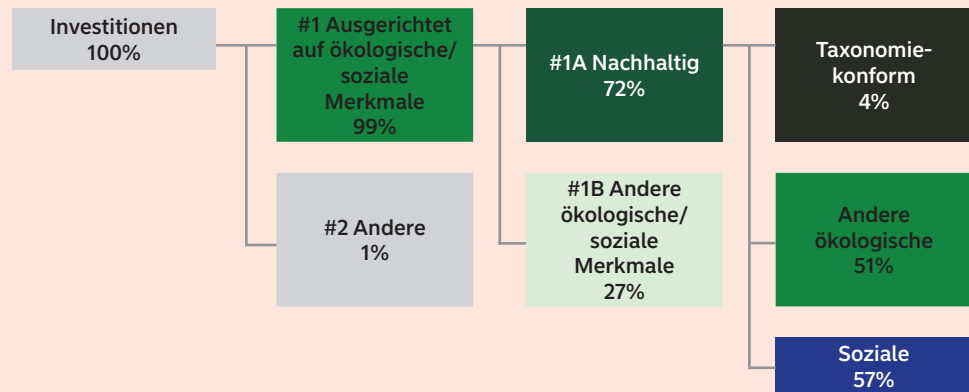 Investitionen
100%
#1 Ausgerichtet
auf ökologische/
soziale
Merkmale
99%
#2 Andere
1%
#1A Nachhaltig
72%
#1B Andere
ökologische/
soziale
Merkmale
27%
Taxonomie-
konform
4%
Andere
ökologische
51%
Soziale
57%